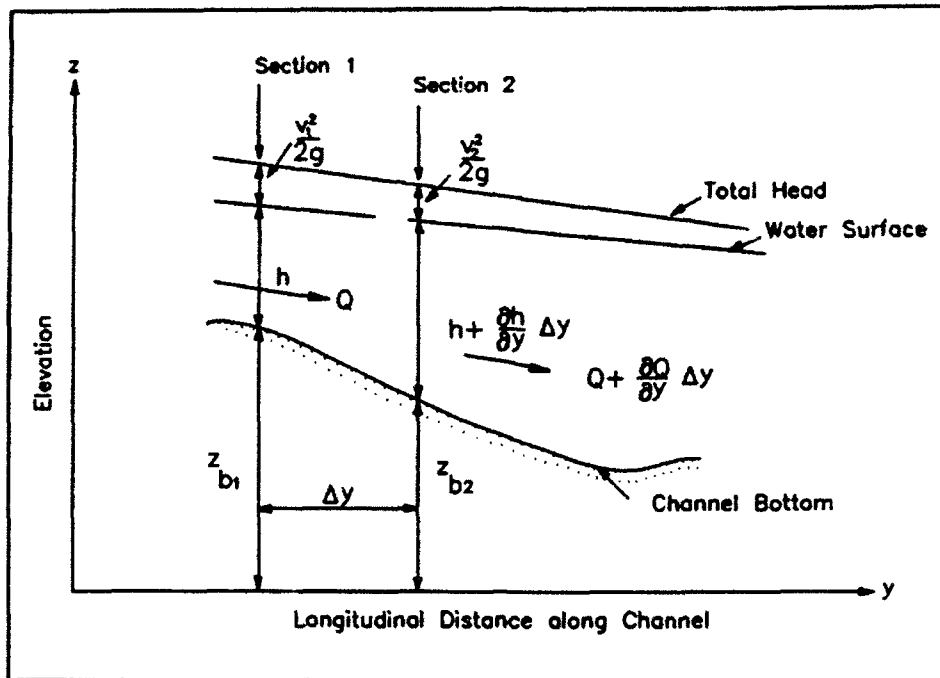 z
Section 1
Section 2
v₁²/2g
v₂²/2g
Total Head
Water Surface
h
Q
h+ ∂h/∂y Δy
Q+ ∂Q/∂y Δy
Elevation
z_b1
Δy
z_b2
Channel Bottom
y
Longitudinal Distance along Channel